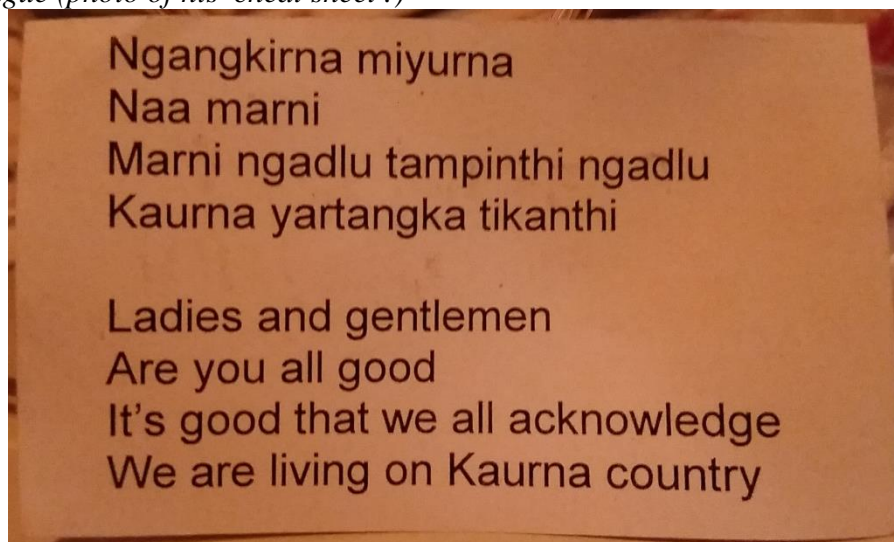 Ngangkirna miyurna
Naa marni
Marni ngadlu tampinthi ngadlu
Kaurna yartangka tikanthi
Ladies and gentlemen
Are you all good
It's good that we all acknowledge
We are living on Kaurna country